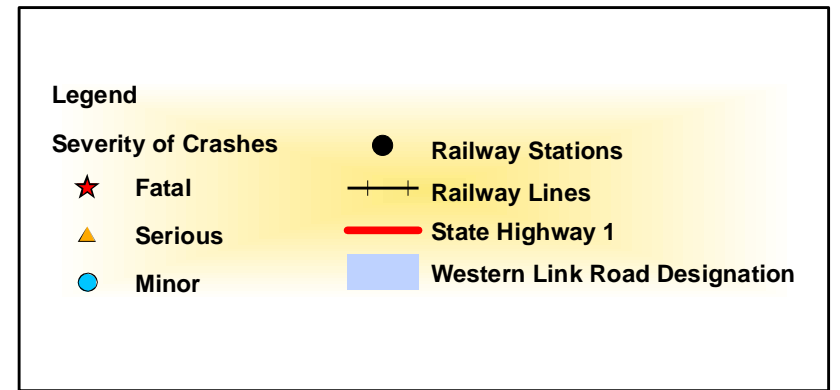 Legend
Severity of Crashes
Fatal
Serious
Minor
Railway Stations
Railway Lines
State Highway 1
Western Link Road Designation